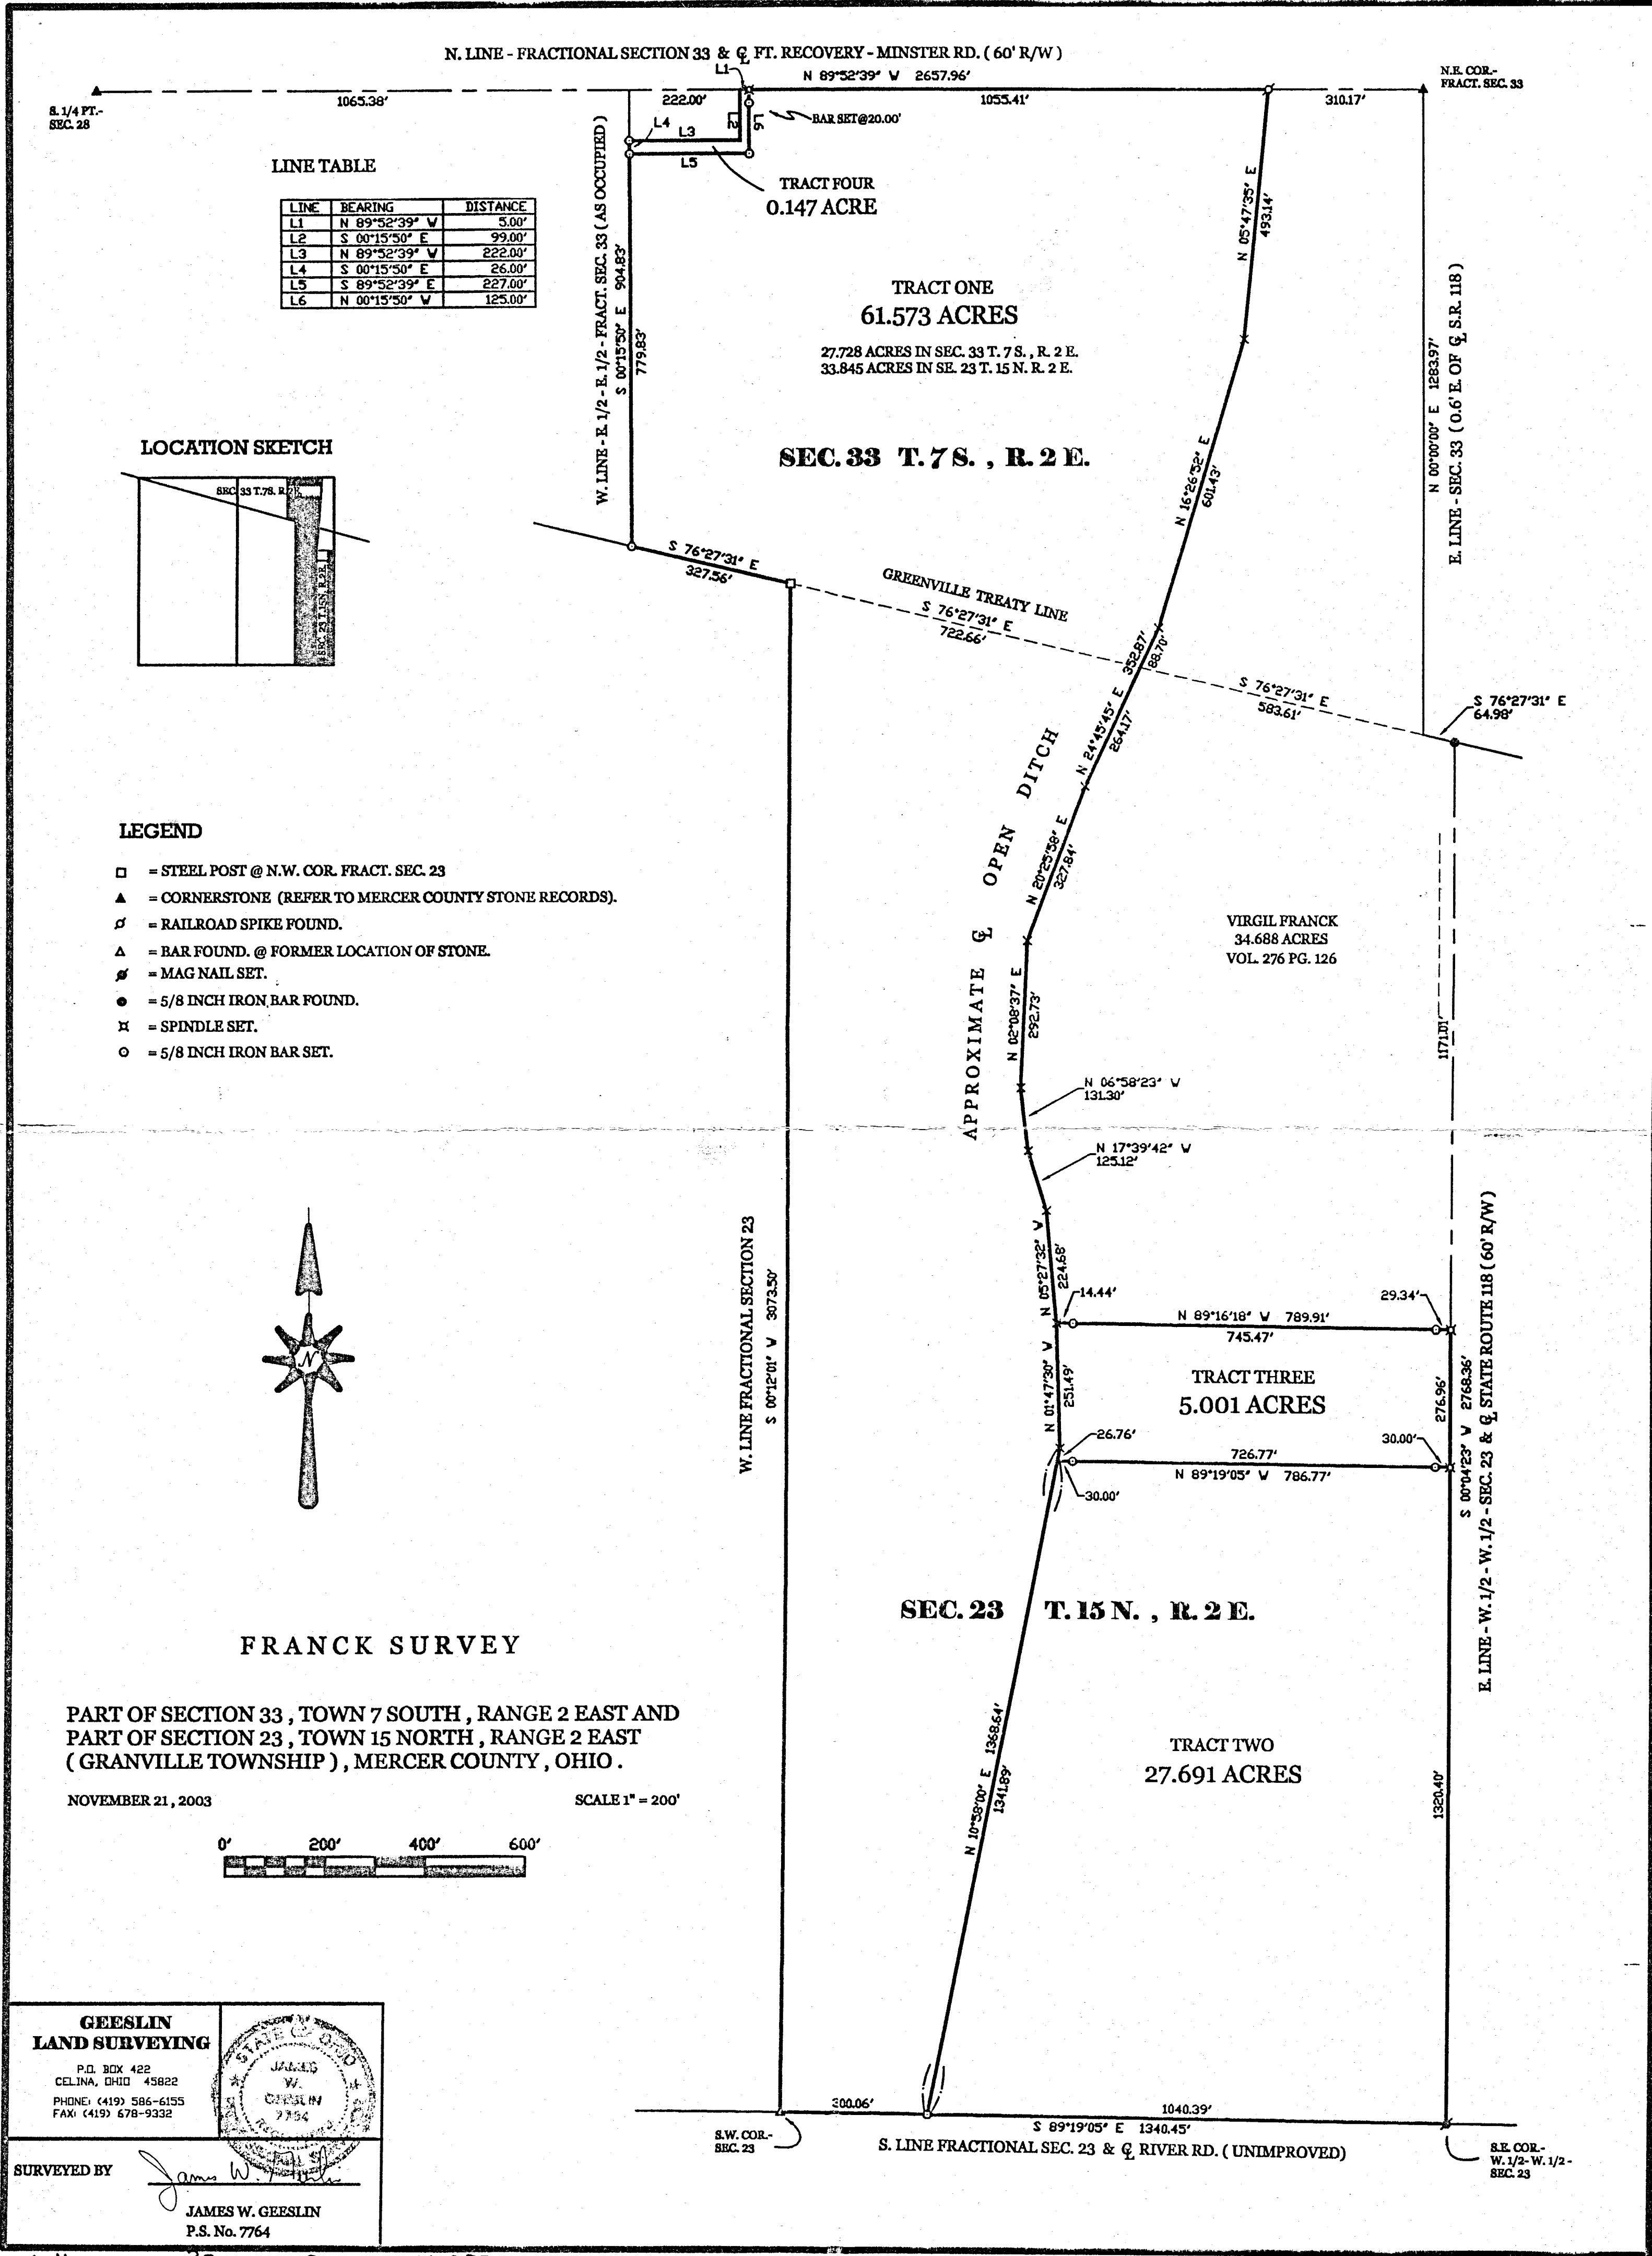 N. LINE - FRACTIONAL SECTION 33 & ℄ FT. RECOVERY - MINSTER RD. ( 60' R/W )
L1
N 89°52'39" W 2657.96'
N.E. COR.-
FRACT. SEC. 33
S. 1/4 PT.-
SEC. 28
1065.38'
222.00'
1055.41'
310.17'
L4
L3
L2
L6
BAR SET@20.00'
L5
LINE TABLE
LINE BEARING DISTANCE
L1 N 89°52'39" W 5.00'
L2 S 00°15'50" E 99.00'
L3 N 89°52'39" W 222.00'
L4 S 00°15'50" E 26.00'
L5 S 89°52'39" E 227.00'
L6 N 00°15'50" W 125.00'
W. LINE - E. 1/2 - E. 1/2 - FRACT. SEC. 33 ( AS OCCUPIED )
S 00°15'50" E 904.83'
779.83'
TRACT FOUR
0.147 ACRE
N 05°47'35" E
493.14'
TRACT ONE
61.573 ACRES
27.728 ACRES IN SEC. 33 T. 7 S. , R. 2 E.
33.845 ACRES IN SE. 23 T. 15 N. R. 2 E.
N 00°00'00" E 1283.97'
E. LINE - SEC. 33 ( 0.6' E. OF ℄ S.R. 118 )
LOCATION SKETCH
SEC. 33 T.7S. R.2E.
SEC. 23 T.15N. R.2E.
SEC. 33 T. 7 S. , R. 2 E.
N 16°26'52" E
601.43'
S 76°27'31" E
327.56'
GREENVILLE TREATY LINE
S 76°27'31" E
722.66'
N 24°45'45" E 352.87'
88.70'
264.17'
S 76°27'31" E
583.61'
S 76°27'31" E
64.98'
APPROXIMATE ℄ OPEN DITCH
N 20°25'58" E
327.84'
LEGEND
= STEEL POST @ N.W. COR. FRACT. SEC. 23
= CORNERSTONE (REFER TO MERCER COUNTY STONE RECORDS).
= RAILROAD SPIKE FOUND.
= BAR FOUND. @ FORMER LOCATION OF STONE.
= MAG NAIL SET.
= 5/8 INCH IRON BAR FOUND.
= SPINDLE SET.
= 5/8 INCH IRON BAR SET.
VIRGIL FRANCK
34.688 ACRES
VOL. 276 PG. 126
1171.01'
N 02°08'37" E
292.73'
N 06°58'23" W
131.30'
N 17°39'42" W
125.12'
N 05°27'32" W
224.68'
W. LINE FRACTIONAL SECTION 23
S 00°12'01" W 3073.50'
N
14.44'
29.34'
N 89°16'18" W 789.91'
745.47'
N 01°47'30" W
251.49'
TRACT THREE
5.001 ACRES
276.96'
S 00°04'23" W 2768.36'
E. LINE - W. 1/2 - W. 1/2 - SEC. 23 & ℄ STATE ROUTE 118 ( 60' R/W)
26.76'
30.00'
726.77'
N 89°19'05" W 786.77'
30.00'
SEC. 23 T. 15 N. , R. 2 E.
FRANCK SURVEY
PART OF SECTION 33 , TOWN 7 SOUTH , RANGE 2 EAST AND
PART OF SECTION 23 , TOWN 15 NORTH , RANGE 2 EAST
( GRANVILLE TOWNSHIP ) , MERCER COUNTY , OHIO .
NOVEMBER 21 , 2003
SCALE 1" = 200'
0' 200' 400' 600'
N 10°58'00" E 1368.64'
1341.89'
TRACT TWO
27.691 ACRES
1320.40'
GEESLIN
LAND SURVEYING
P.O. BOX 422
CELINA, OHIO 45822
PHONE: (419) 586-6155
FAX: (419) 678-9332
STATE OF OHIO
JAMES
W.
GEESLIN
7764
SURVEYED BY
James W. Geeslin
JAMES W. GEESLIN
P.S. No. 7764
300.06'
1040.39'
S 89°19'05" E 1340.45'
S.W. COR.-
SEC. 23
S. LINE FRACTIONAL SEC. 23 & ℄ RIVER RD. ( UNIMPROVED)
S.E. COR.-
W. 1/2- W. 1/2 -
SEC. 23